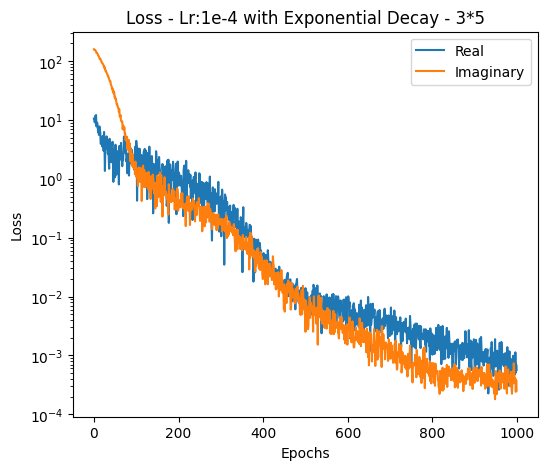 Loss - Lr:1e-4 with Exponential Decay - 3*5
Real
Imaginary
Loss
10²
10¹
10⁰
10⁻¹
10⁻²
10⁻³
10⁻⁴
0 200 400 600 800 1000
Epochs